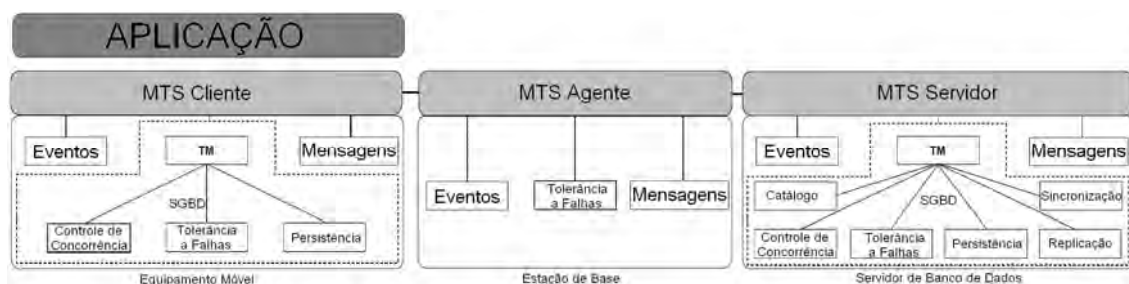 APLICAÇÃO
MTS Cliente
MTS Agente
MTS Servidor
Eventos
TM
Mensagens
SGBD
Controle de
Concorrência
Tolerância
a Falhas
Persistência
Equipamento Móvel
Eventos
Tolerância
a Falhas
Mensagens
Estação de Base
Eventos
TM
Mensagens
Catálogo
SGBD
Sincronização
Controle de
Concorrência
Tolerância
a Falhas
Persistência
Replicação
Servidor de Banco de Dados